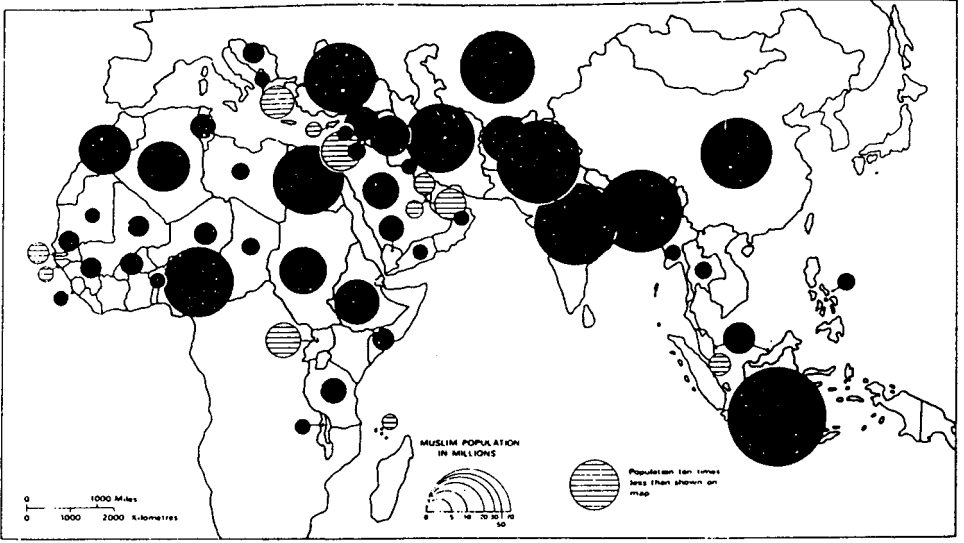 MUSLIM POPULATION
IN MILLIONS
0 5 10 20 30 70
50
Population ten times
less than shown on
map
0 1000 Miles
0 1000 2000 Kilometres